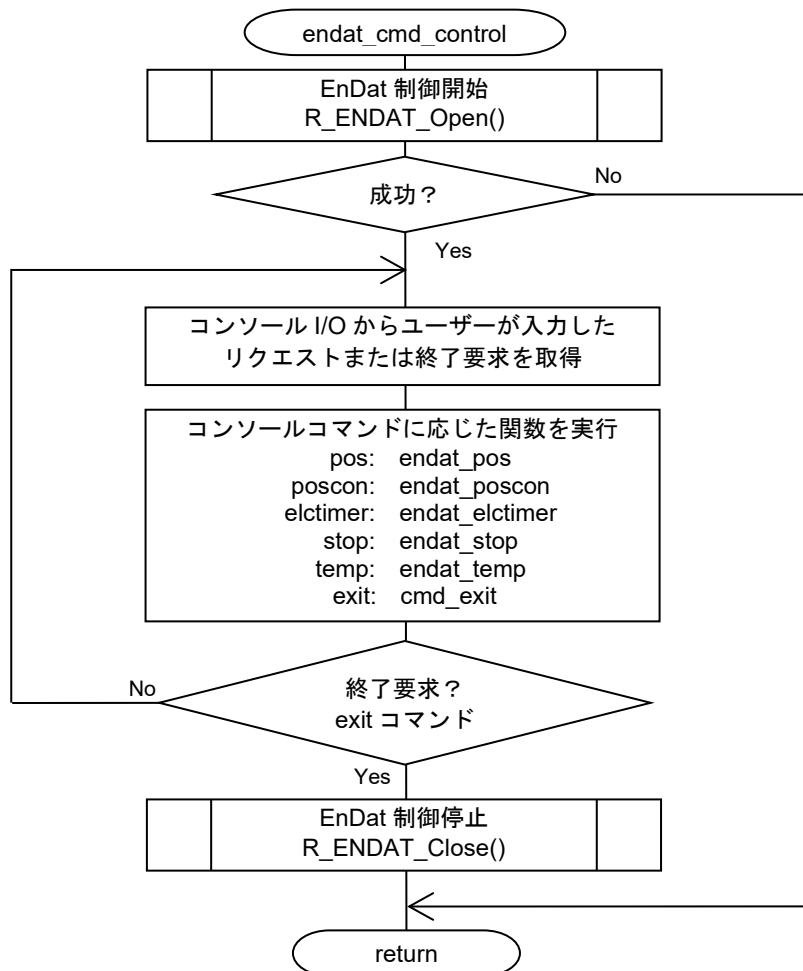 endat_cmd_control
EnDat 制御開始
R_ENDAT_Open()
成功？
No
Yes
コンソール I/O からユーザーが入力した
リクエストまたは終了要求を取得
コンソールコマンドに応じた関数を実行
pos: endat_pos
poscon: endat_poscon
elctimer: endat_elctimer
stop: endat_stop
temp: endat_temp
exit: cmd_exit
No
終了要求？
exit コマンド
Yes
EnDat 制御停止
R_ENDAT_Close()
return